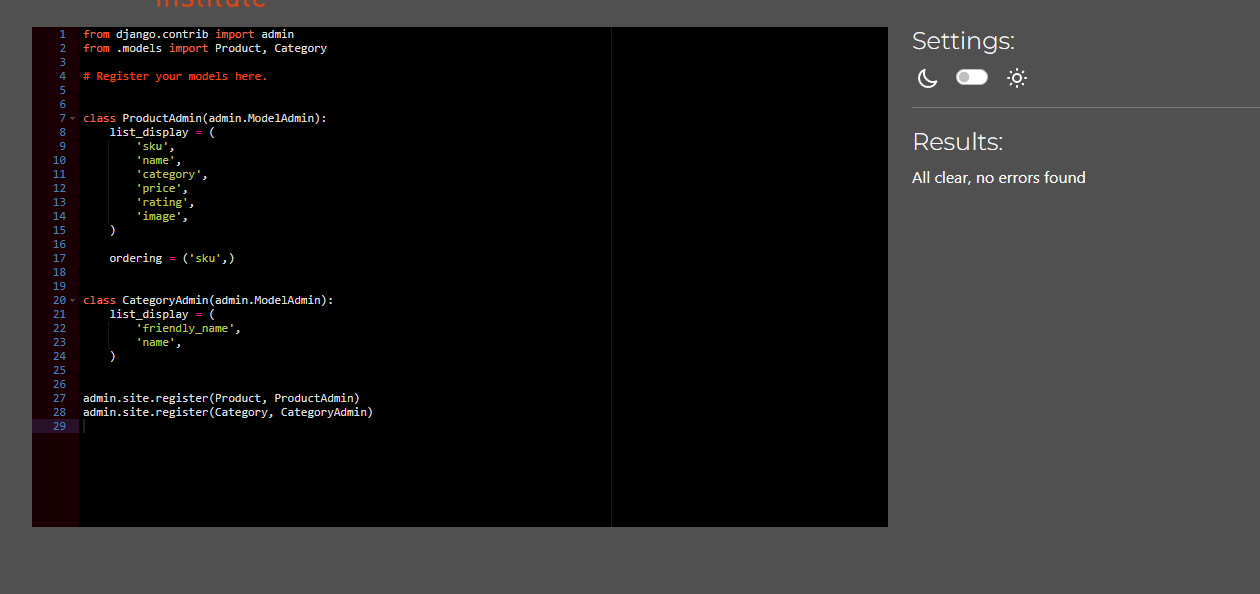 institute
1 from django.contrib import admin
2 from .models import Product, Category
3
4 # Register your models here.
5
6
7 class ProductAdmin(admin.ModelAdmin):
8     list_display = (
9         'sku',
10         'name',
11         'category',
12         'price',
13         'rating',
14         'image',
15     )
16
17     ordering = ('sku',)
18
19
20 class CategoryAdmin(admin.ModelAdmin):
21     list_display = (
22         'friendly_name',
23         'name',
24     )
25
26
27 admin.site.register(Product, ProductAdmin)
28 admin.site.register(Category, CategoryAdmin)
29
Settings:
Results:
All clear, no errors found